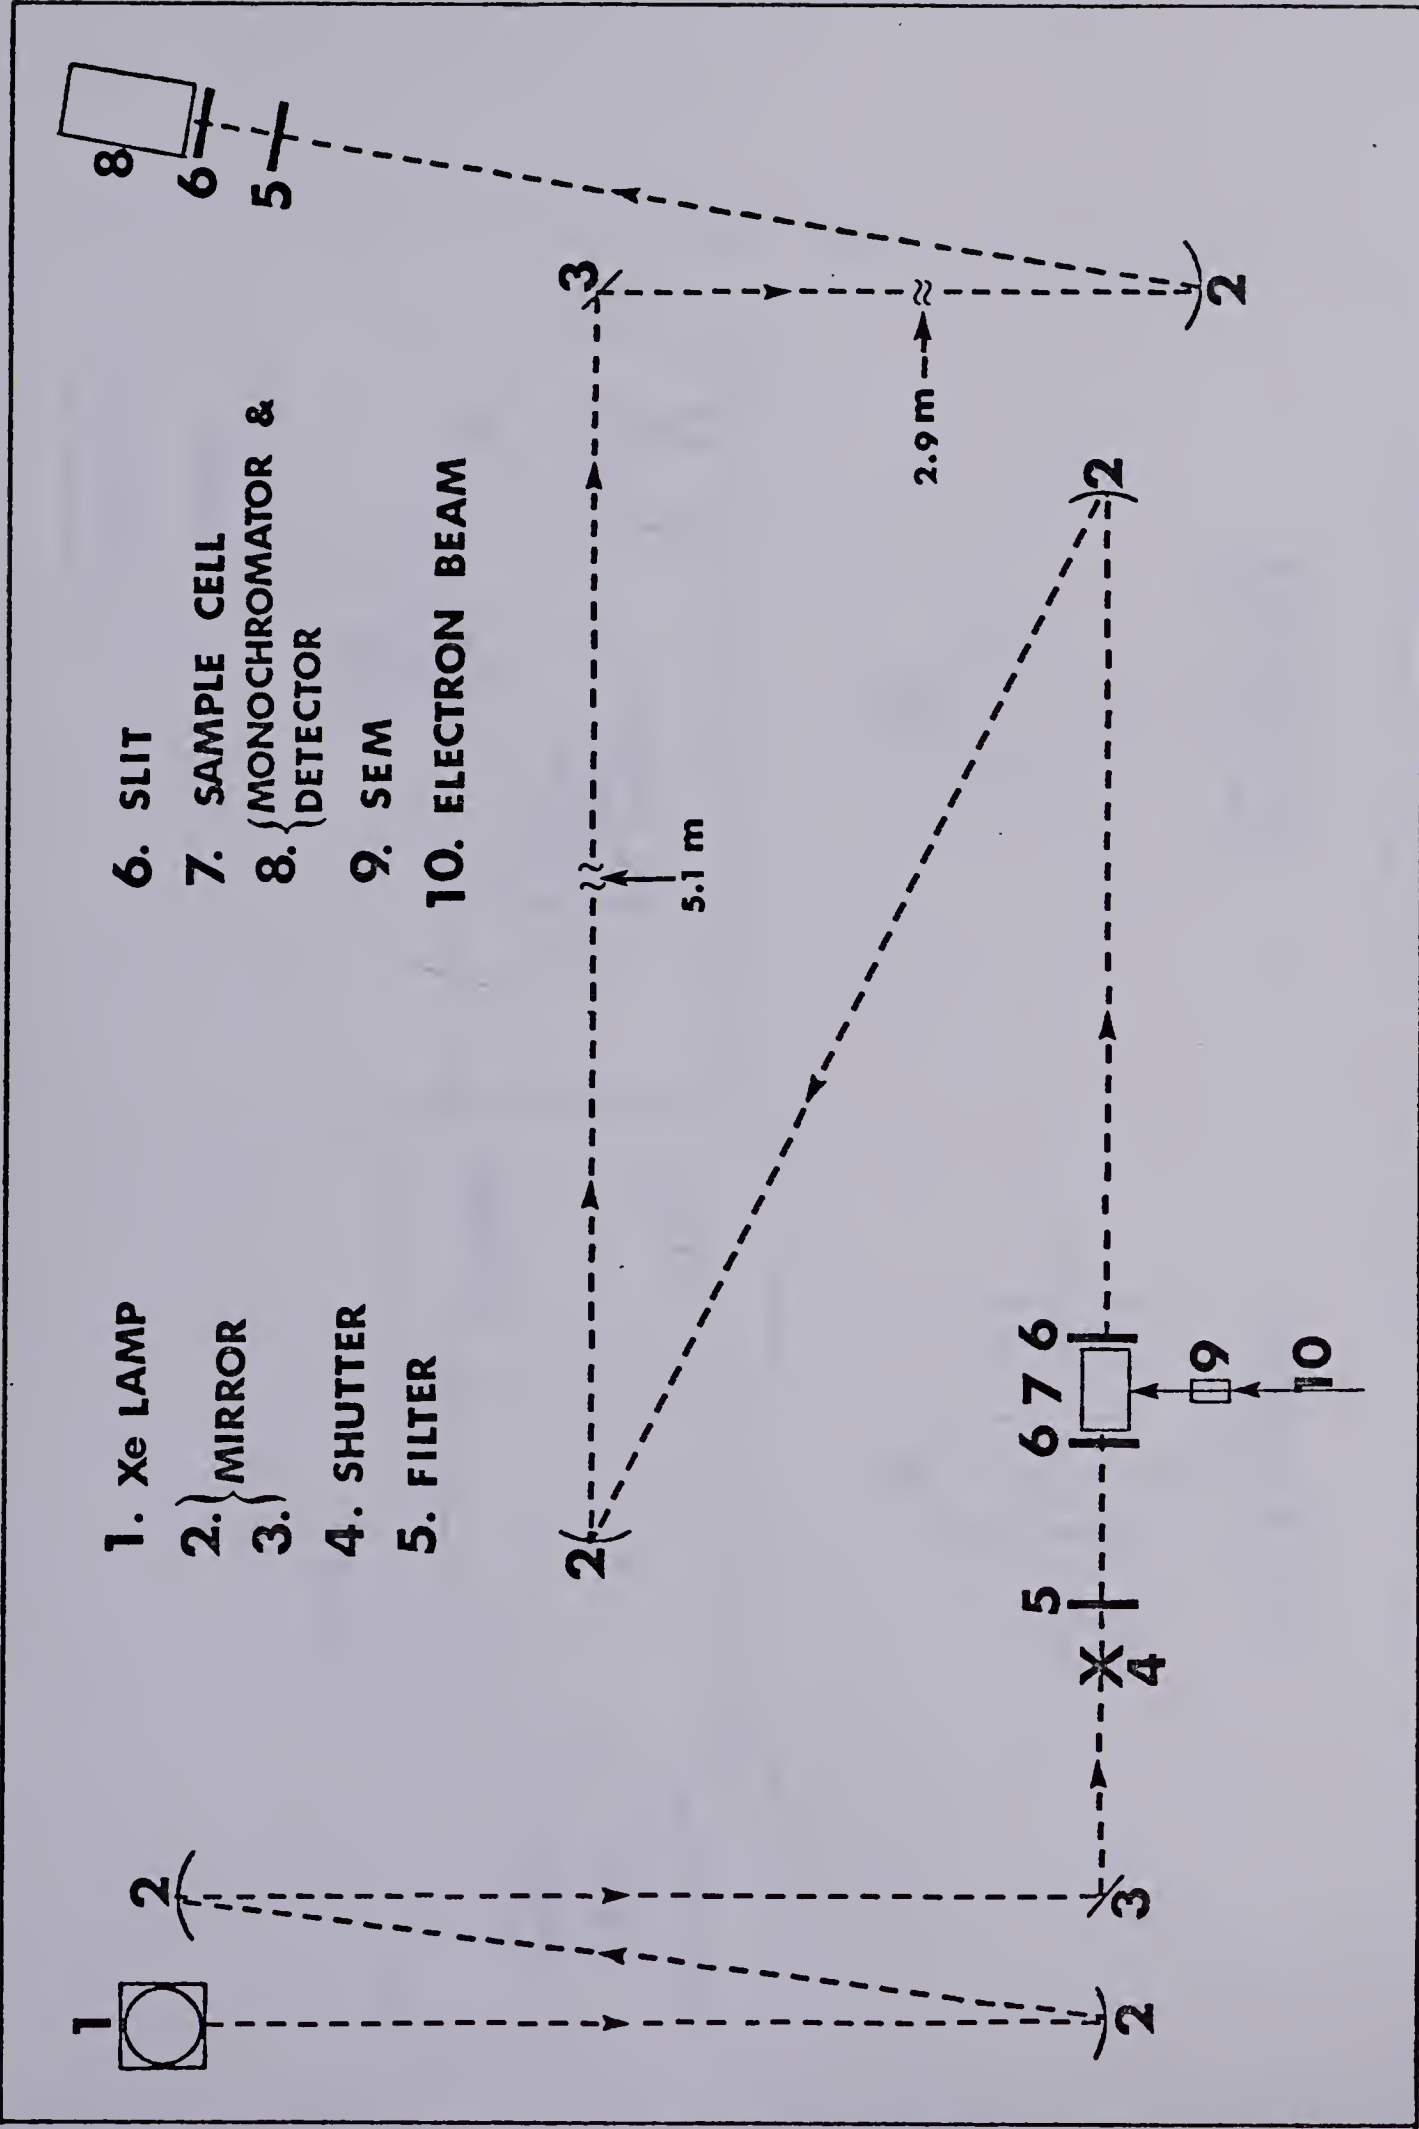 1. Xe LAMP
2.
3. } MIRROR
4. SHUTTER
5. FILTER
6. SLIT
7. SAMPLE CELL
8. { MONOCHROMATOR &
DETECTOR
9. SEM
10. ELECTRON BEAM
1
2
2
3
4
5
6
7
6
9
10
2
2
5.1 m
3
2.9 m
2
5
6
8